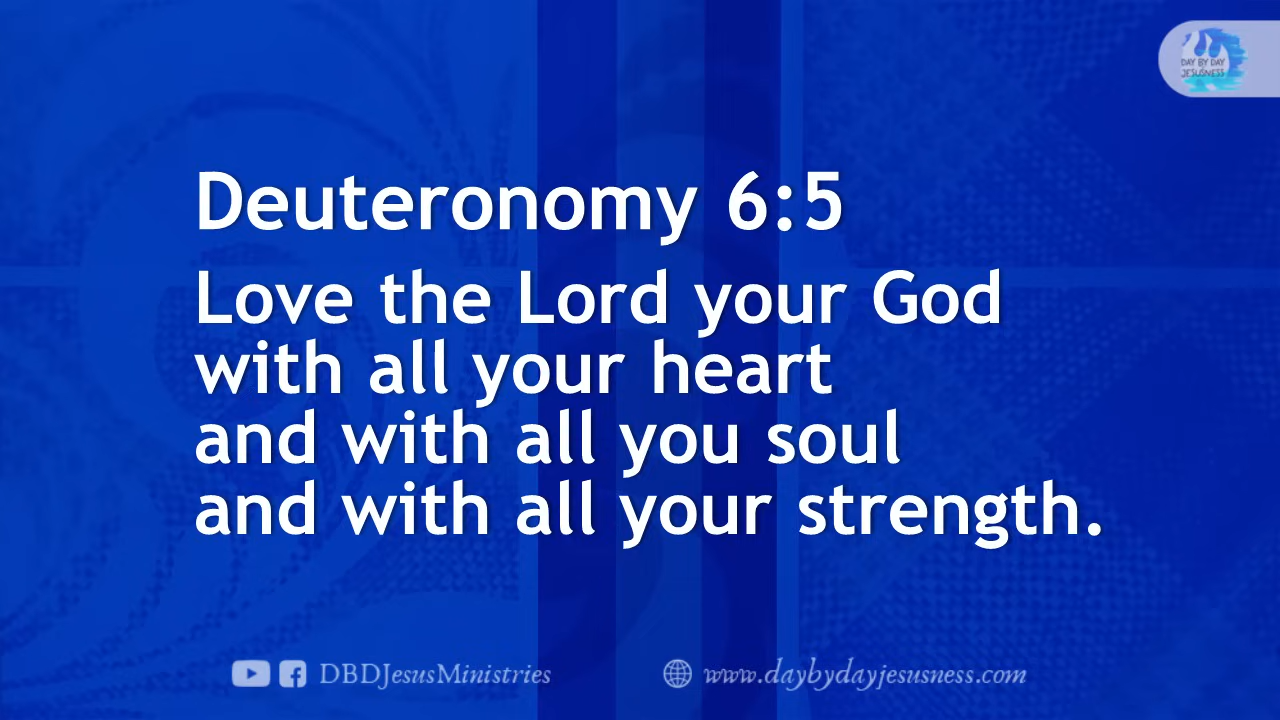 DAY BY DAY
JESUSNESS
Deuteronomy 6:5
Love the Lord your God
with all your heart
and with all you soul
and with all your strength.
DBDJesusMinistries
www.daybydayjesusness.com